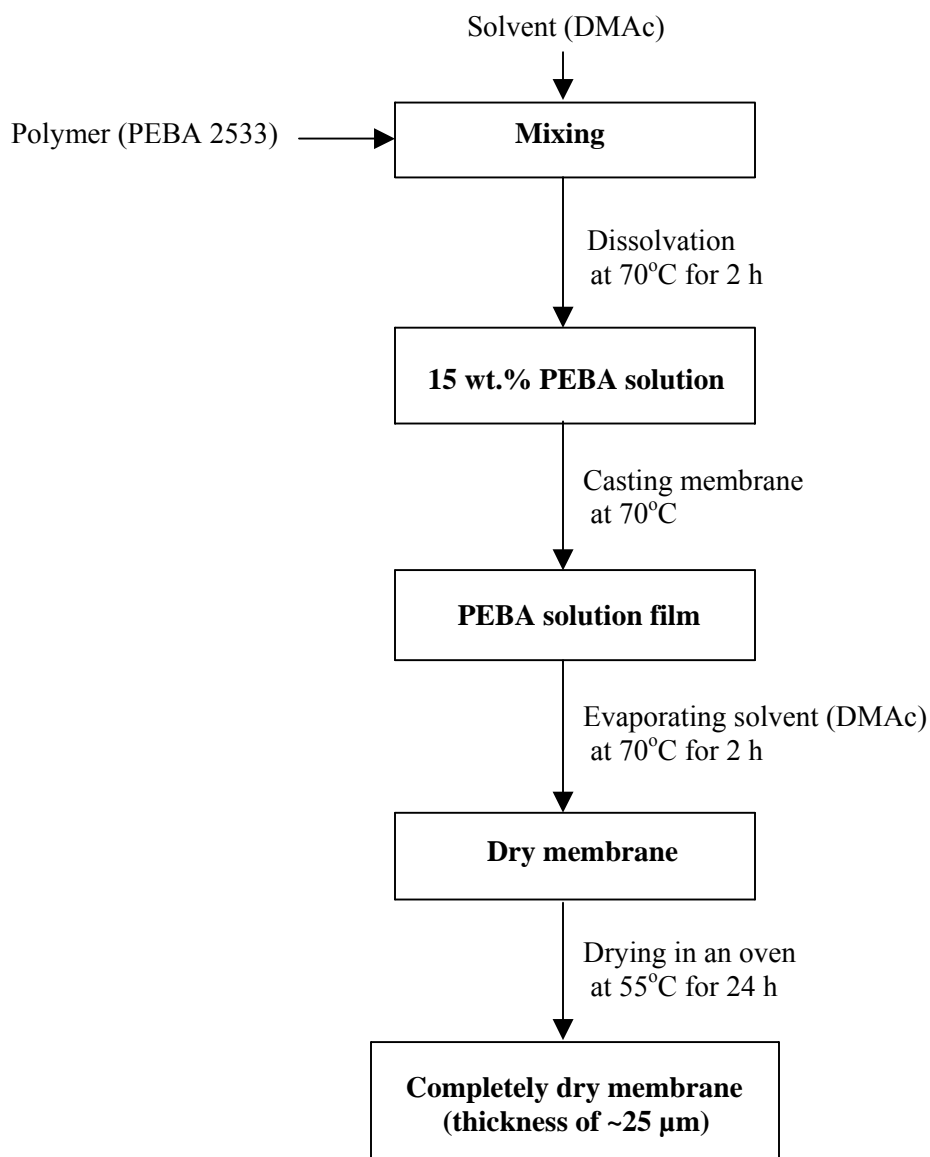 Solvent (DMAc)
Polymer (PEBA 2533)
Mixing
Dissolvation
at 70°C for 2 h
15 wt.% PEBA solution
Casting membrane
at 70°C
PEBA solution film
Evaporating solvent (DMAc)
at 70°C for 2 h
Dry membrane
Drying in an oven
at 55°C for 24 h
Completely dry membrane
(thickness of ~25 µm)